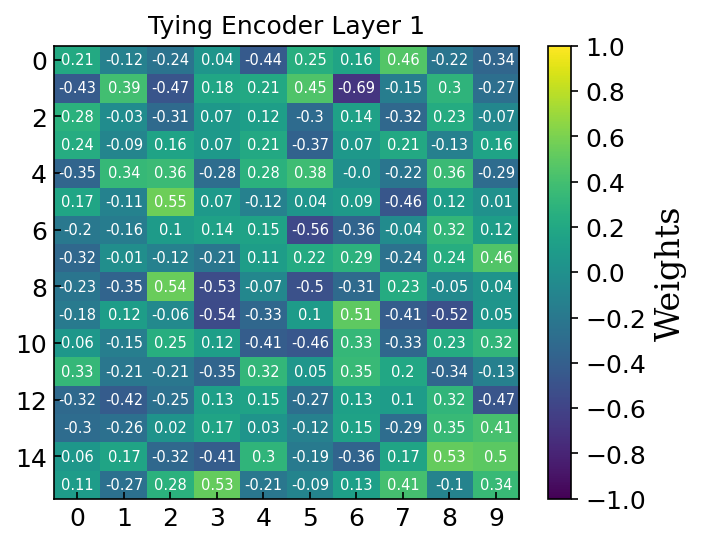 Tying Encoder Layer 1
0 0.21 -0.12 -0.24 0.04 -0.44 0.25 0.16 0.46 -0.22 -0.34
-0.43 0.39 -0.47 0.18 0.21 0.45 -0.69 -0.15 0.3 -0.27
2 0.28 -0.03 -0.31 0.07 0.12 -0.3 0.14 -0.32 0.23 -0.07
0.24 -0.09 0.16 0.07 0.21 -0.37 0.07 0.21 -0.13 0.16
4 -0.35 0.34 0.36 -0.28 0.28 0.38 -0.0 -0.22 0.36 -0.29
0.17 -0.11 0.55 0.07 -0.12 0.04 0.09 -0.46 0.12 0.01
6 -0.2 -0.16 0.1 0.14 0.15 -0.56 -0.36 -0.04 0.32 0.12
-0.32 -0.01 -0.12 -0.21 0.11 0.22 0.29 -0.24 0.24 0.46
8 -0.23 -0.35 0.54 -0.53 -0.07 -0.5 -0.31 0.23 -0.05 0.04
-0.18 0.12 -0.06 -0.54 -0.33 0.1 0.51 -0.41 -0.52 0.05
10 0.06 -0.15 0.25 0.12 -0.41 -0.46 0.33 -0.33 0.23 0.32
0.33 -0.21 -0.21 -0.35 0.32 0.05 0.35 0.2 -0.34 -0.13
12 -0.32 -0.42 -0.25 0.13 0.15 -0.27 0.13 0.1 0.32 -0.47
-0.3 -0.26 0.02 0.17 0.03 -0.12 0.15 -0.29 0.35 0.41
14 0.06 0.17 -0.32 -0.41 0.3 -0.19 -0.36 0.17 0.53 0.5
0.11 -0.27 0.28 0.53 -0.21 -0.09 0.13 0.41 -0.1 0.34
0 1 2 3 4 5 6 7 8 9
1.0
0.8
0.6
0.4
0.2
0.0
−0.2
−0.4
−0.6
−0.8
−1.0
Weights